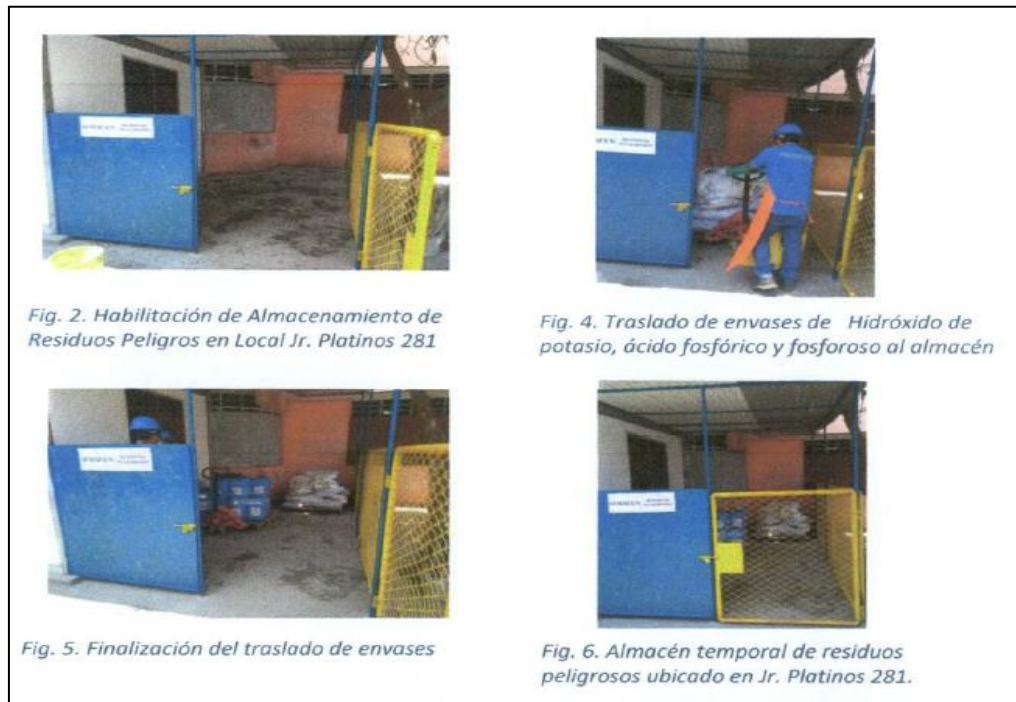 Fig. 2. Habilitación de Almacenamiento de
Residuos Peligros en Local Jr. Platinos 281
Fig. 4. Traslado de envases de Hidróxido de
potasio, ácido fosfórico y fosforoso al almacén
Fig. 5. Finalización del traslado de envases
Fig. 6. Almacén temporal de residuos
peligrosos ubicado en Jr. Platinos 281.